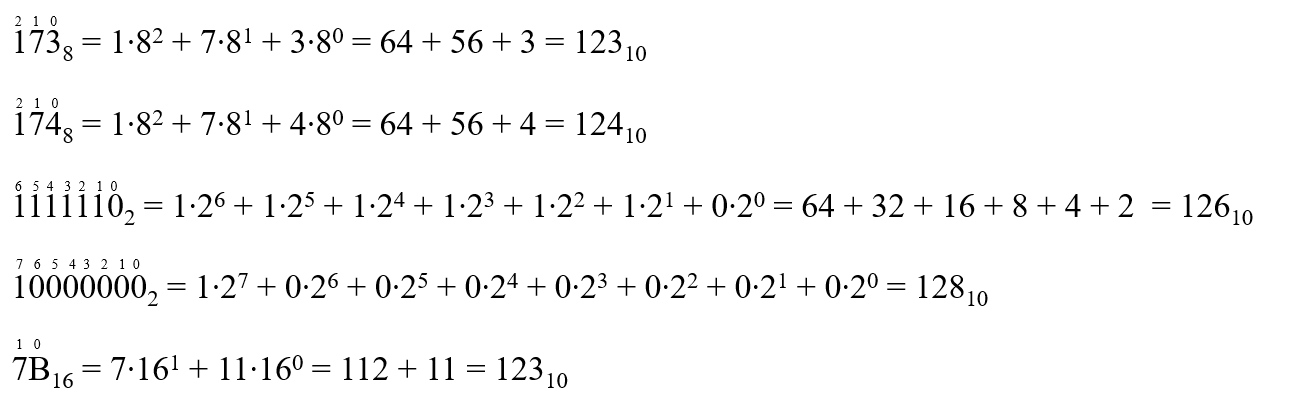 2 1 0
173₈ = 1·8² + 7·8¹ + 3·8⁰ = 64 + 56 + 3 = 123₁₀
2 1 0
174₈ = 1·8² + 7·8¹ + 4·8⁰ = 64 + 56 + 4 = 124₁₀
6 5 4 3 2 1 0
1111110₂ = 1·2⁶ + 1·2⁵ + 1·2⁴ + 1·2³ + 1·2² + 1·2¹ + 0·2⁰ = 64 + 32 + 16 + 8 + 4 + 2 = 126₁₀
7 6 5 4 3 2 1 0
10000000₂ = 1·2⁷ + 0·2⁶ + 0·2⁵ + 0·2⁴ + 0·2³ + 0·2² + 0·2¹ + 0·2⁰ = 128₁₀
1 0
7B₁₆ = 7·16¹ + 11·16⁰ = 112 + 11 = 123₁₀